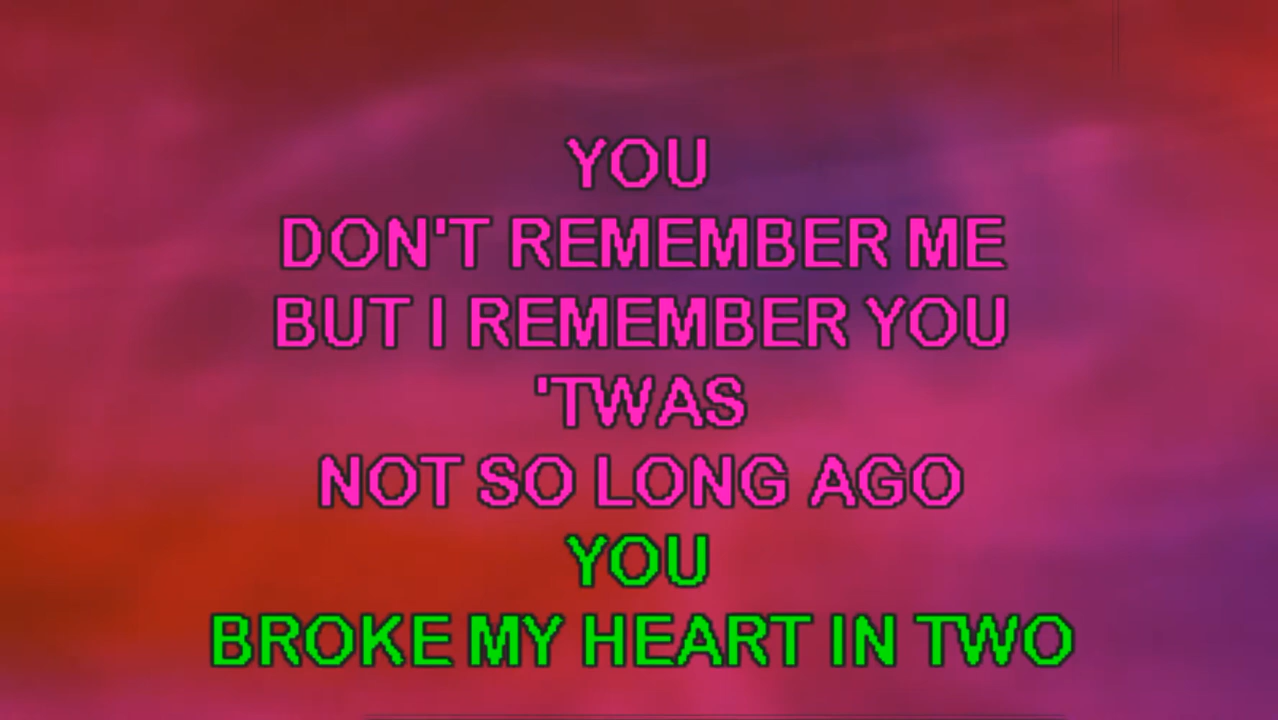 YOU
DON'T REMEMBER ME
BUT I REMEMBER YOU
'TWAS
NOT SO LONG AGO
YOU
BROKE MY HEART IN TWO